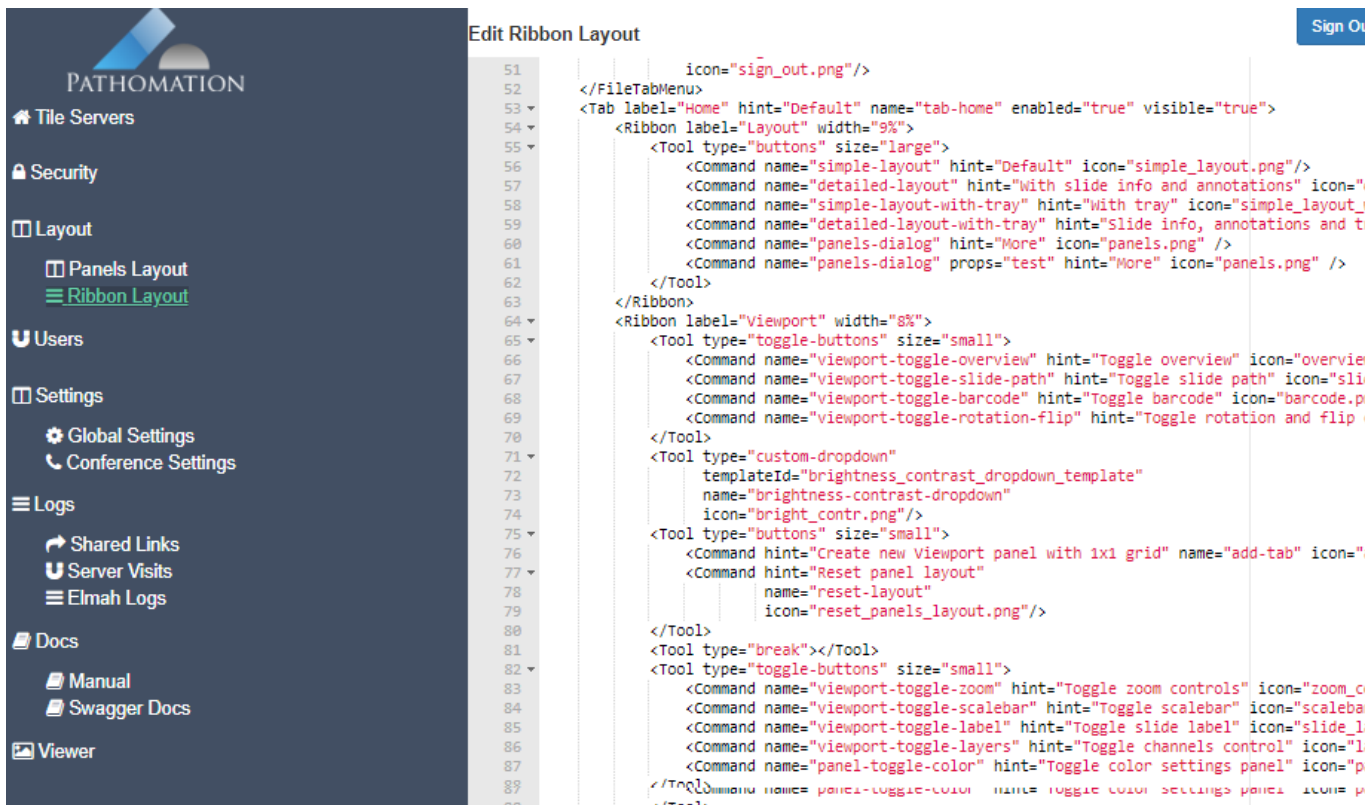 PATHOMATION
Tile Servers
Security
Layout
Panels Layout
Ribbon Layout
Users
Settings
Global Settings
Conference Settings
Logs
Shared Links
Server Visits
Elmah Logs
Docs
Manual
Swagger Docs
Viewer
Edit Ribbon Layout
Sign Ou
51 icon="sign_out.png"/>
52 </FileTabMenu>
53 <Tab label="Home" hint="Default" name="tab-home" enabled="true" visible="true">
54 <Ribbon label="Layout" width="9%">
55 <Tool type="buttons" size="large">
56 <Command name="simple-layout" hint="Default" icon="simple_layout.png"/>
57 <Command name="detailed-layout" hint="With slide info and annotations" icon="
58 <Command name="simple-layout-with-tray" hint="With tray" icon="simple_layout_
59 <Command name="detailed-layout-with-tray" hint="Slide info, annotations and t
60 <Command name="panels-dialog" hint="More" icon="panels.png" />
61 <Command name="panels-dialog" props="test" hint="More" icon="panels.png" />
62 </Tool>
63 </Ribbon>
64 <Ribbon label="Viewport" width="8%">
65 <Tool type="toggle-buttons" size="small">
66 <Command name="viewport-toggle-overview" hint="Toggle overview" icon="overvie
67 <Command name="viewport-toggle-slide-path" hint="Toggle slide path" icon="sli
68 <Command name="viewport-toggle-barcode" hint="Toggle barcode" icon="barcode.p
69 <Command name="viewport-toggle-rotation-flip" hint="Toggle rotation and flip
70 </Tool>
71 <Tool type="custom-dropdown"
72 templateId="brightness_contrast_dropdown_template"
73 name="brightness-contrast-dropdown"
74 icon="bright_contr.png"/>
75 <Tool type="buttons" size="small">
76 <Command hint="Create new Viewport panel with 1x1 grid" name="add-tab" icon="
77 <Command hint="Reset panel layout"
78 name="reset-layout"
79 icon="reset_panels_layout.png"/>
80 </Tool>
81 <Tool type="break"></Tool>
82 <Tool type="toggle-buttons" size="small">
83 <Command name="viewport-toggle-zoom" hint="Toggle zoom controls" icon="zoom_c
84 <Command name="viewport-toggle-scalebar" hint="Toggle scalebar" icon="scaleba
85 <Command name="viewport-toggle-label" hint="Toggle slide label" icon="slide_l
86 <Command name="viewport-toggle-layers" hint="Toggle channels control" icon="l
87 <Command name="panel-toggle-color" hint="Toggle color settings panel" icon="p